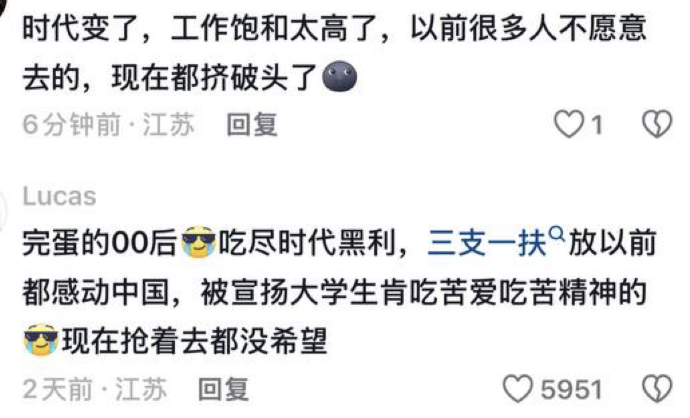 时代变了，工作饱和太高了，以前很多人不愿意
去的，现在都挤破头了🌚
6分钟前·江苏 回复 1
Lucas
完蛋的00后😎吃尽时代黑利，三支一扶放以前
都感动中国，被宣扬大学生肯吃苦爱吃苦精神的
😎现在抢着去都没希望
2天前·江苏 回复 5951